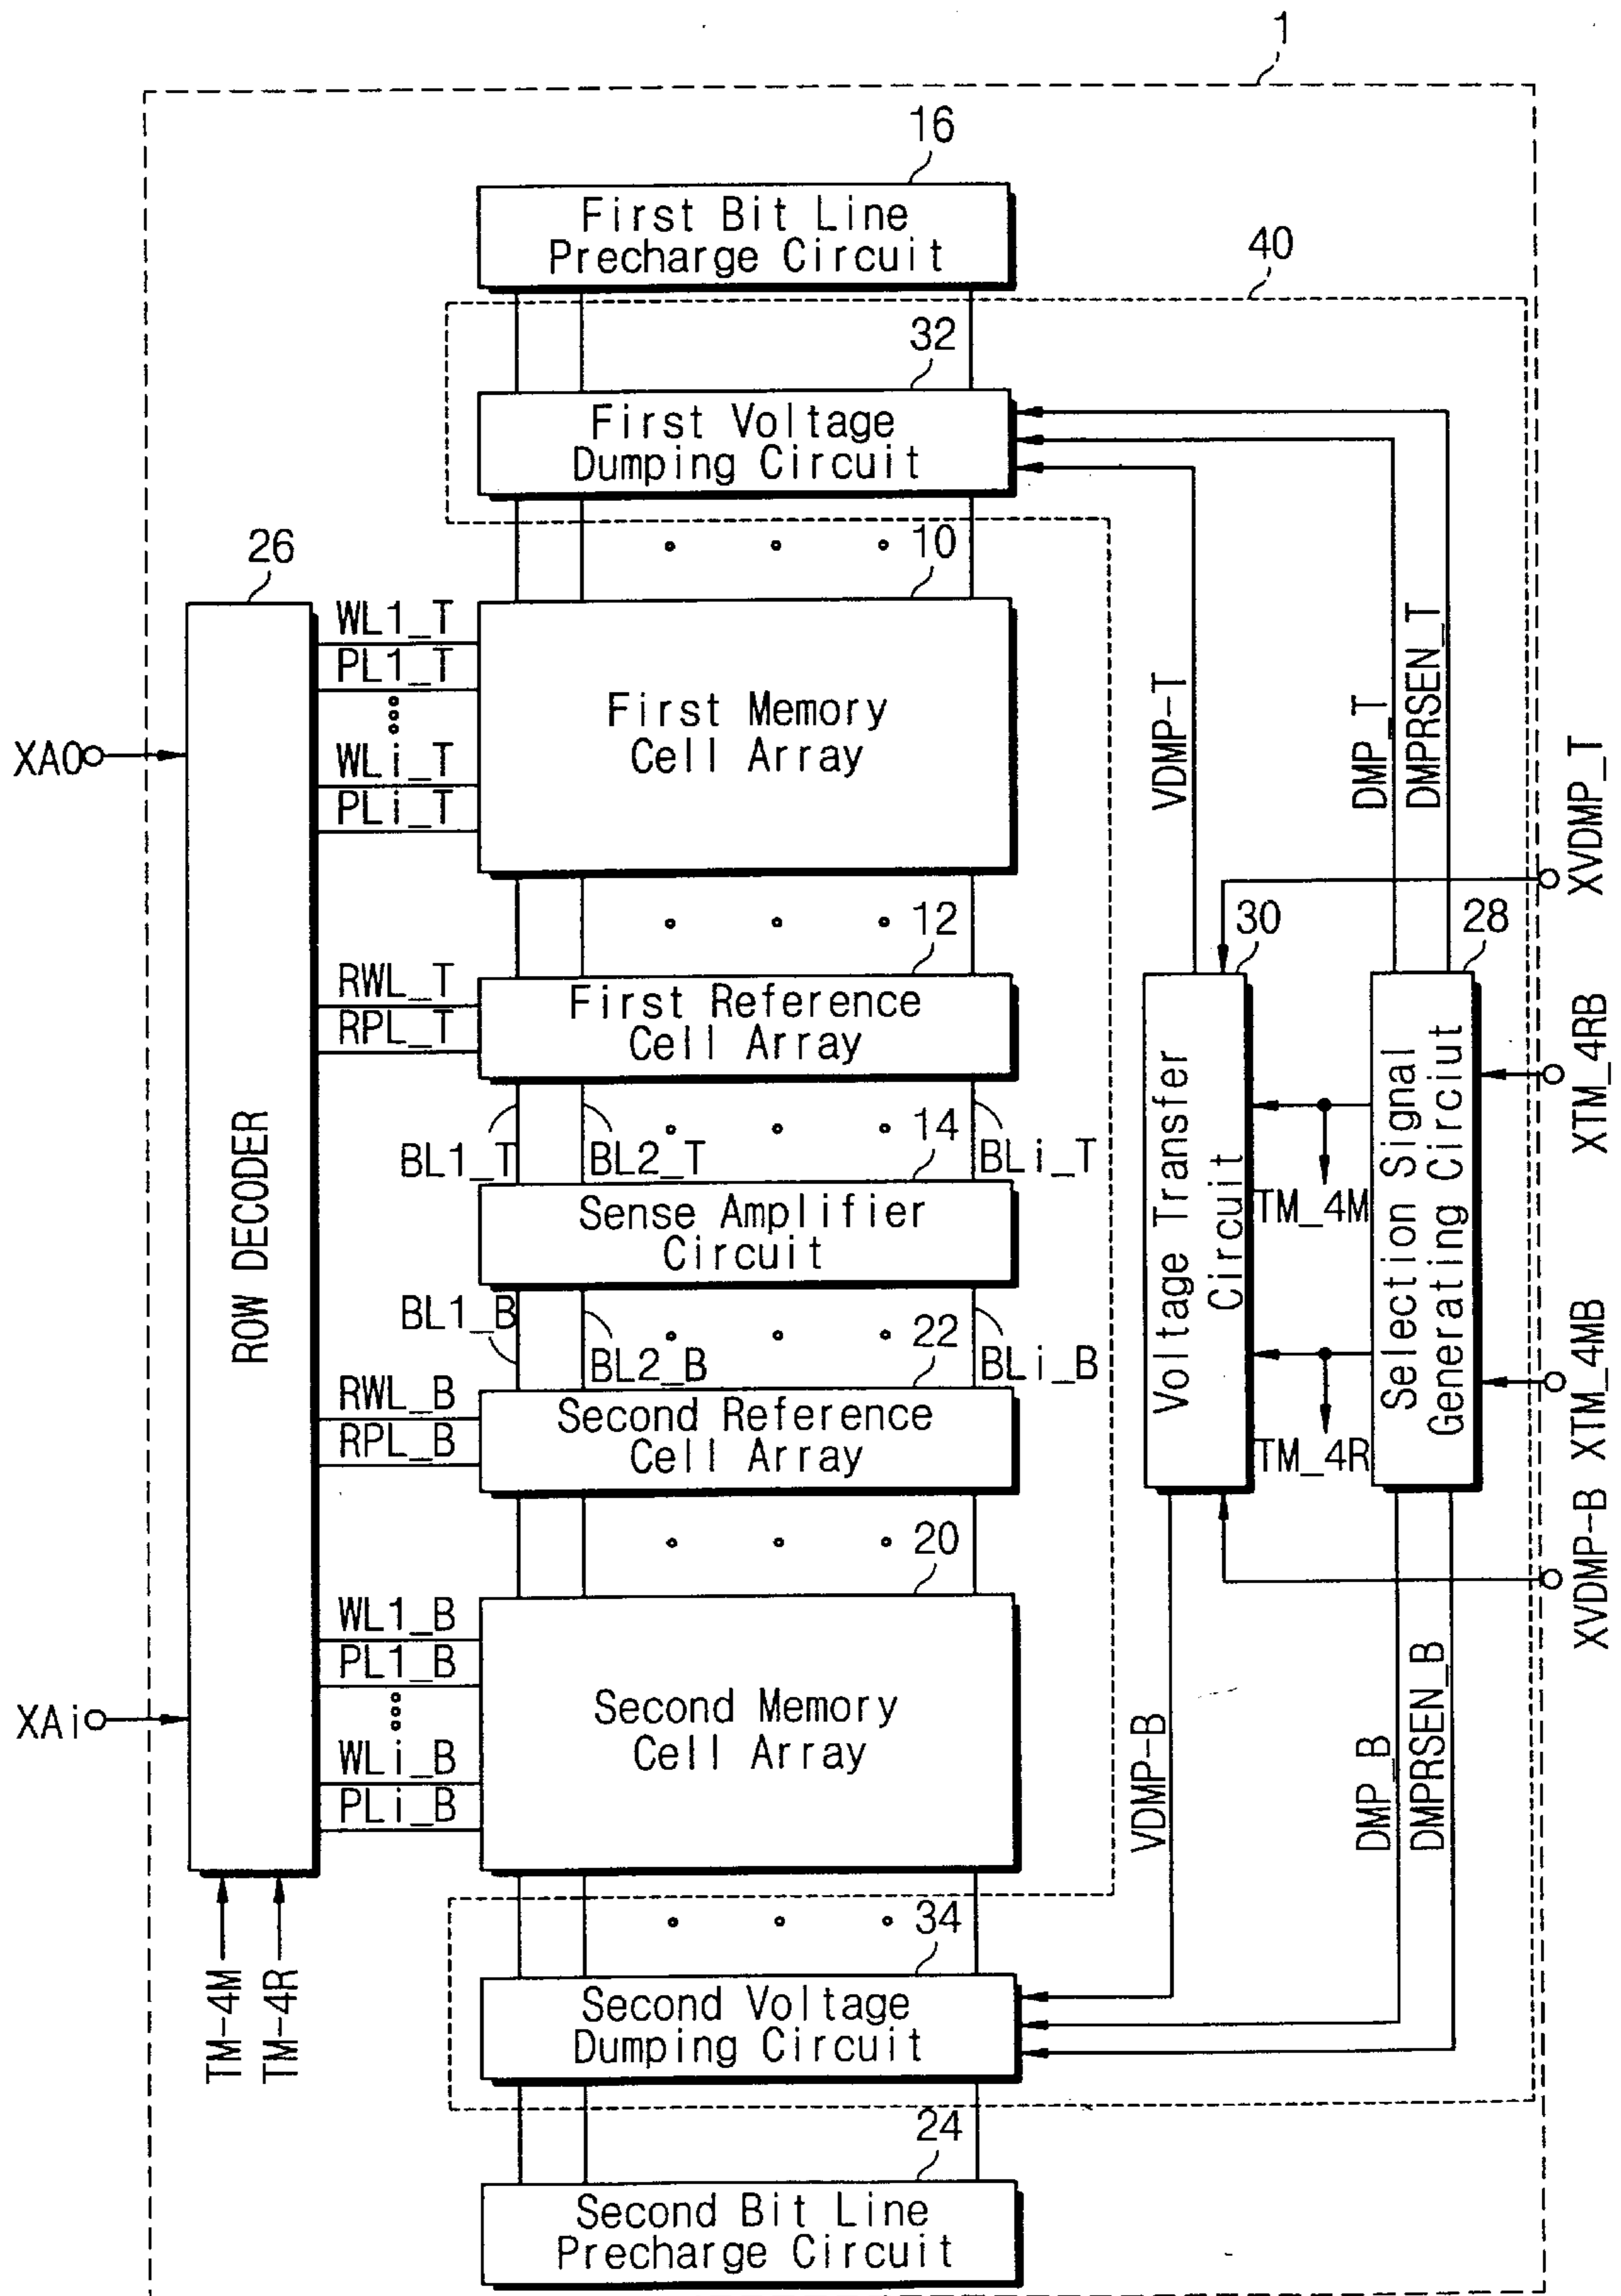 1
16
First Bit Line
Precharge Circuit
40
32
First Voltage
Dumping Circuit
10
26
WL1_T
PL1_T
WLi_T
PLi_T
First Memory
Cell Array
XA0
VDMP-T
DMP_T
DMPRSEN_T
XVDMP_T
12
RWL_T
RPL_T
First Reference
Cell Array
30
28
XTM_4RB
BL1_T
BL2_T
14
BLi_T
Sense Amplifier
Circuit
ROW DECODER
Voltage Transfer
Circuit
TM_4M
TM_4R
Selection Signal
Generating Circiut
XTM_4MB
BL1_B
BL2_B
22
BLi_B
RWL_B
RPL_B
Second Reference
Cell Array
XVDMP-B
20
WL1_B
PL1_B
WLi_B
PLi_B
Second Memory
Cell Array
XAi
VDMP-B
DMP_B
DMPRSEN_B
34
Second Voltage
Dumping Circuit
TM-4M
TM-4R
24
Second Bit Line
Precharge Circuit